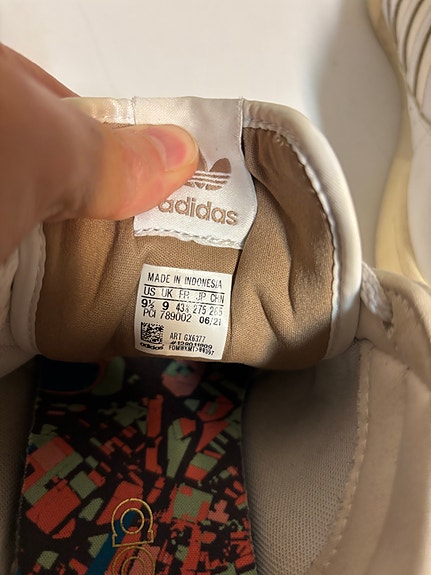 adidas
MADE IN INDONESIA
US UK FR JP CHN
9½ 9 43⅓ 275 265
PCI 789002 06/21
ART GX6377
adidas